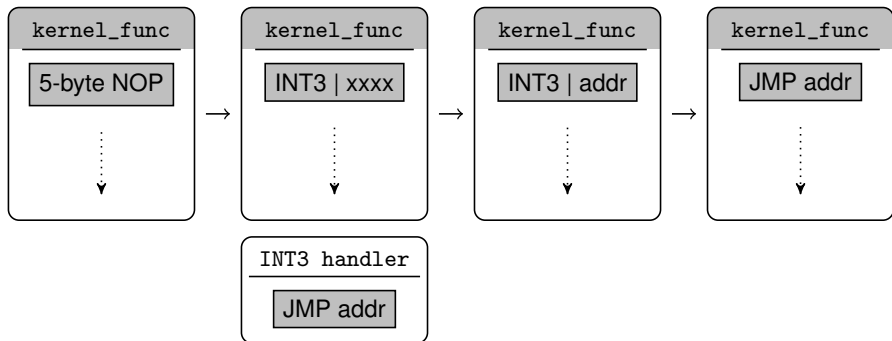 kernel_func kernel_func kernel_func kernel_func
5-byte NOP INT3 | xxxx INT3 | addr JMP addr
→ → →
INT3 handler
JMP addr